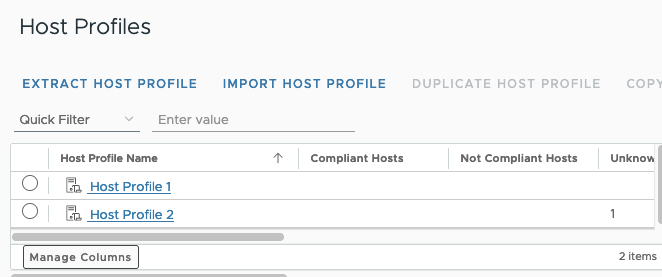 Host Profiles
EXTRACT HOST PROFILE IMPORT HOST PROFILE DUPLICATE HOST PROFILE COPY
Quick Filter Enter value
Host Profile Name Compliant Hosts Not Compliant Hosts Unknow
Host Profile 1
Host Profile 2 1
Manage Columns 2 items